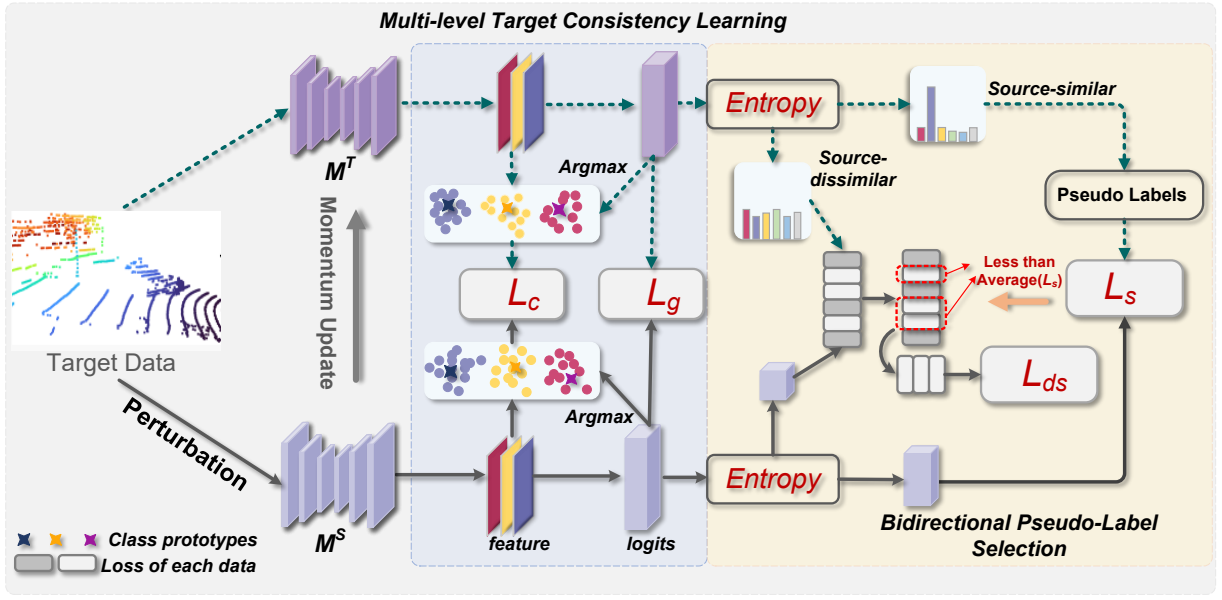 Multi-level Target Consistency Learning
Entropy
Source-similar
M^T
Argmax
Source-
dissimilar
Pseudo Labels
Momentum Update
Less than
Average(L_s)
L_c
L_g
L_s
Target Data
L_ds
Argmax
Perturbation
Entropy
M^S
feature
logits
Bidirectional Pseudo-Label
Selection
Class prototypes
Loss of each data